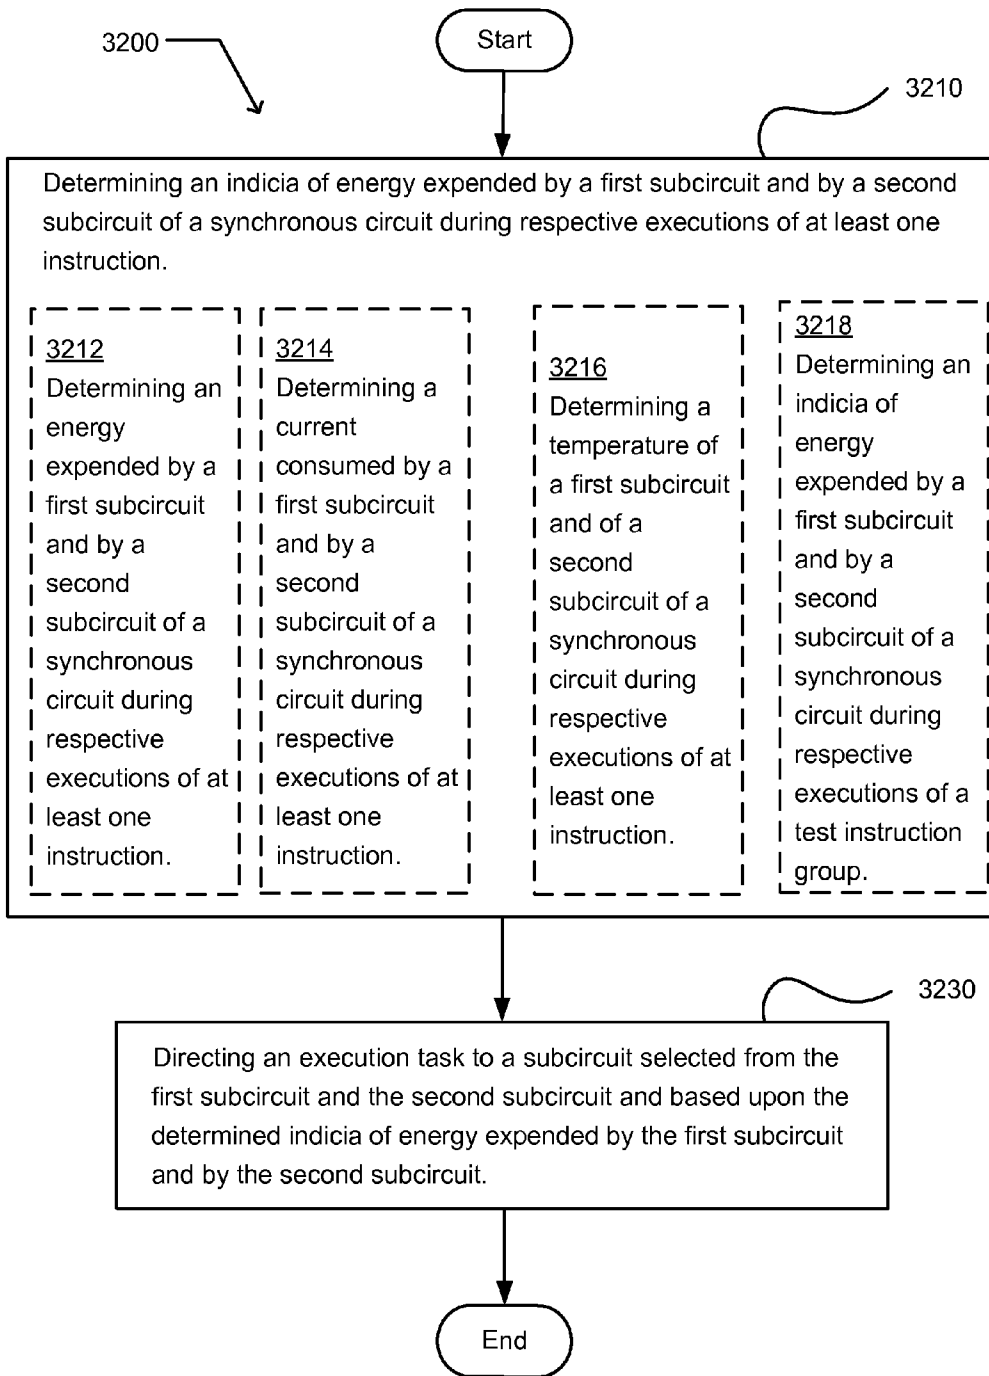 Start
3200
3210
Determining an indicia of energy expended by a first subcircuit and by a second
subcircuit of a synchronous circuit during respective executions of at least one
instruction.
3212
Determining an
energy
expended by a
first subcircuit
and by a
second
subcircuit of a
synchronous
circuit during
respective
executions of at
least one
instruction.
3214
Determining a
current
consumed by a
first subcircuit
and by a
second
subcircuit of a
synchronous
circuit during
respective
executions of at
least one
instruction.
3216
Determining a
temperature of
a first subcircuit
and of a
second
subcircuit of a
synchronous
circuit during
respective
executions of at
least one
instruction.
3218
Determining an
indicia of
energy
expended by a
first subcircuit
and by a
second
subcircuit of a
synchronous
circuit during
respective
executions of a
test instruction
group.
3230
Directing an execution task to a subcircuit selected from the
first subcircuit and the second subcircuit and based upon the
determined indicia of energy expended by the first subcircuit
and by the second subcircuit.
End